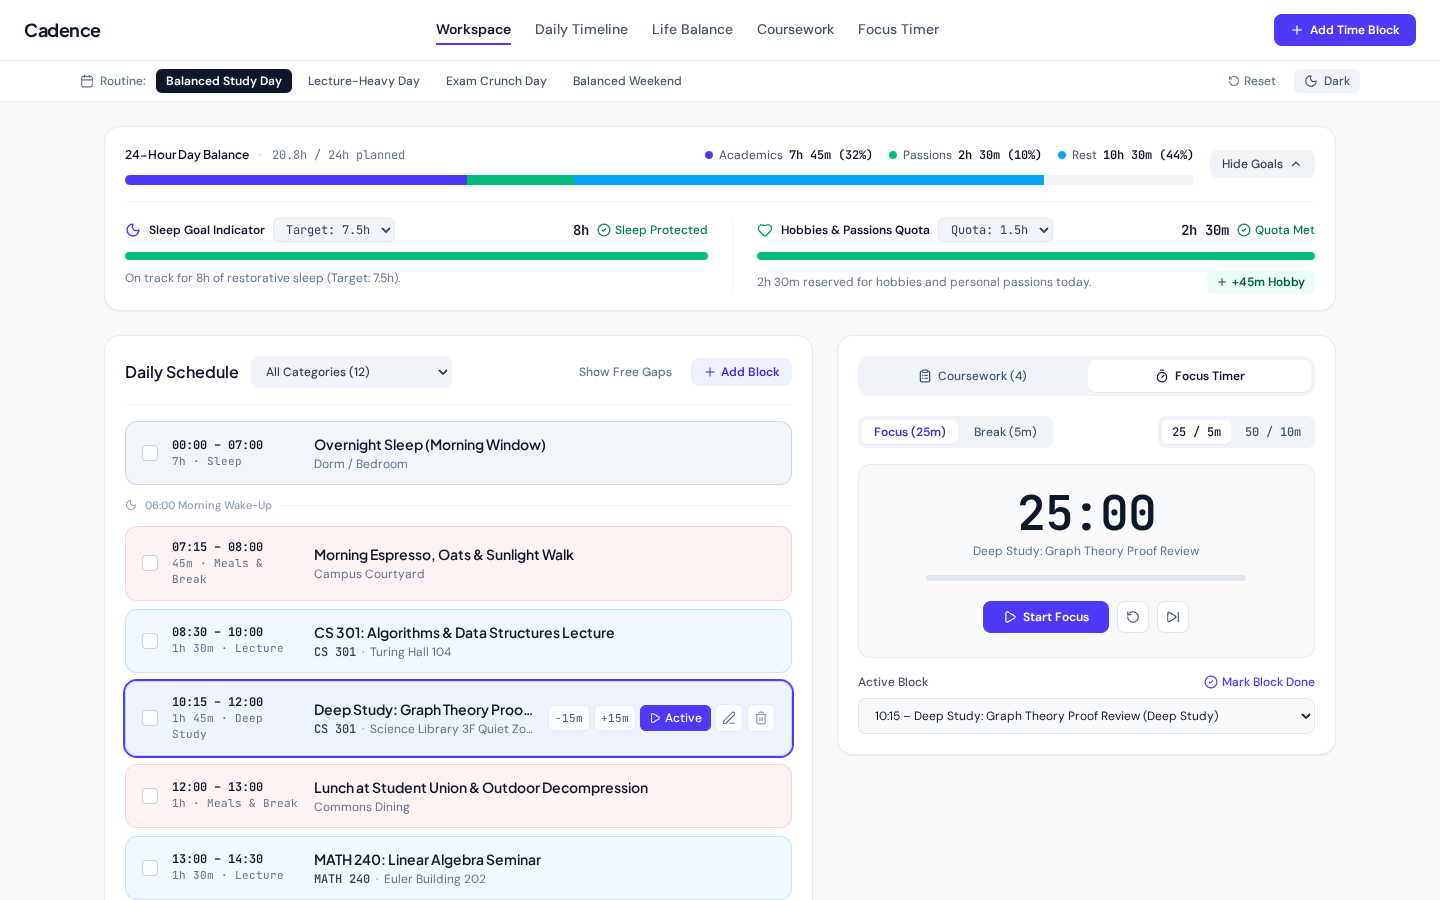 Cadence
Workspace
Daily Timeline
Life Balance
Coursework
Focus Timer
Add Time Block
Routine:
Balanced Study Day
Lecture-Heavy Day
Exam Crunch Day
Balanced Weekend
Reset
Dark
24-Hour Day Balance · 20.8h / 24h planned
Academics 7h 45m (32%)
Passions 2h 30m (10%)
Rest 10h 30m (44%)
Hide Goals
Sleep Goal Indicator
Target: 7.5h
8h
Sleep Protected
On track for 8h of restorative sleep (Target: 7.5h).
Hobbies & Passions Quota
Quota: 1.5h
2h 30m
Quota Met
2h 30m reserved for hobbies and personal passions today.
+45m Hobby
Daily Schedule
All Categories (12)
Show Free Gaps
Add Block
00:00 – 07:00
7h · Sleep
Overnight Sleep (Morning Window)
Dorm / Bedroom
06:00 Morning Wake-Up
07:15 – 08:00
45m · Meals &
Break
Morning Espresso, Oats & Sunlight Walk
Campus Courtyard
08:30 – 10:00
1h 30m · Lecture
CS 301: Algorithms & Data Structures Lecture
CS 301 · Turing Hall 104
10:15 – 12:00
1h 45m · Deep
Study
Deep Study: Graph Theory Proo...
CS 301 · Science Library 3F Quiet Zo...
-15m
+15m
Active
12:00 – 13:00
1h · Meals & Break
Lunch at Student Union & Outdoor Decompression
Commons Dining
13:00 – 14:30
1h 30m · Lecture
MATH 240: Linear Algebra Seminar
MATH 240 · Euler Building 202
Coursework (4)
Focus Timer
Focus (25m)
Break (5m)
25 / 5m
50 / 10m
25:00
Deep Study: Graph Theory Proof Review
Start Focus
Active Block
Mark Block Done
10:15 – Deep Study: Graph Theory Proof Review (Deep Study)